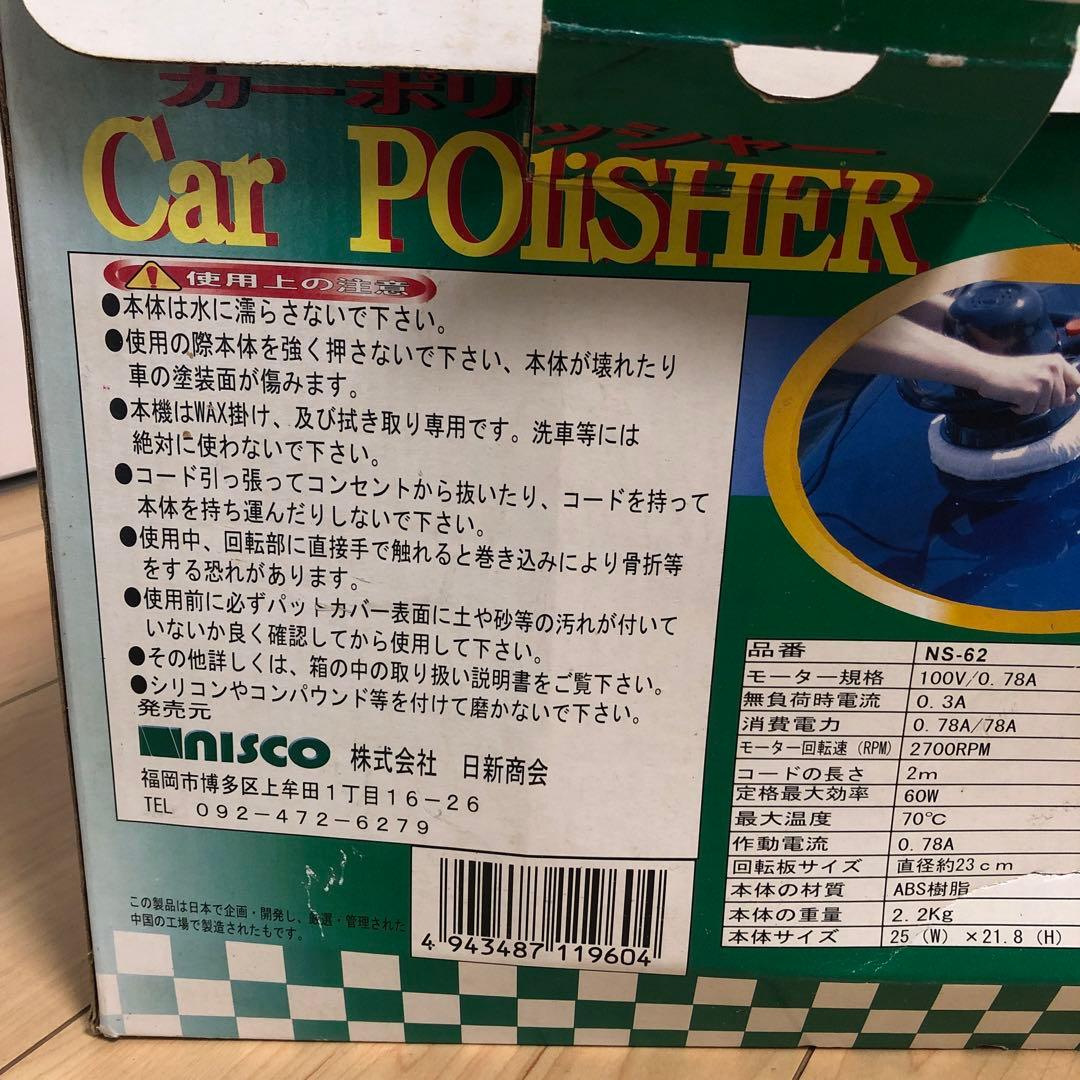 カーポリッシャー
Car POliSHER
使用上の注意
●本体は水に濡らさないで下さい。
●使用の際本体を強く押さないで下さい、本体が壊れたり
車の塗装面が傷みます。
●本機はWAX掛け、及び拭き取り専用です。洗車等には
絶対に使わないで下さい。
●コード引っ張ってコンセントから抜いたり、コードを持って
本体を持ち運んだりしないで下さい。
●使用中、回転部に直接手で触れると巻き込みにより骨折等
をする恐れがあります。
●使用前に必ずパットカバー表面に土や砂等の汚れが付いて
いないか良く確認してから使用して下さい。
●その他詳しくは、箱の中の取り扱い説明書をご覧下さい。
●シリコンやコンパウンド等を付けて磨かないで下さい。
発売元
nisco 株式会社 日新商会
福岡市博多区上牟田1丁目16-26
TEL 092-472-6279
この製品は日本で企画・開発し、厳選・管理された
中国の工場で製造されたもです。
4 943487 119604
品番 NS-62
モーター規格 100V/0.78A
無負荷時電流 0.3A
消費電力 0.78A/78A
モーター回転速(RPM) 2700RPM
コードの長さ 2m
定格最大効率 60W
最大温度 70℃
作動電流 0.78A
回転板サイズ 直径約23cm
本体の材質 ABS樹脂
本体の重量 2.2Kg
本体サイズ 25(W)×21.8(H)